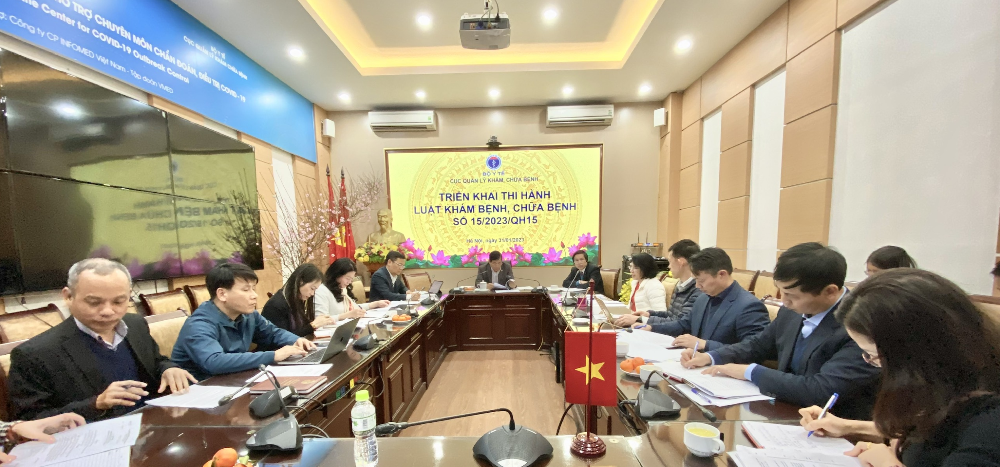 HỖ TRỢ CHUYÊN MÔN CHẨN ĐOÁN, ĐIỀU TRỊ COVID-19
Center for COVID-19 Outbreak Control
Công ty CP INFOMED Việt Nam - Tập đoàn VMED
BỘ Y TẾ
CỤC QUẢN LÝ KHÁM CHỮA BỆNH
BỘ Y TẾ
CỤC QUẢN LÝ KHÁM, CHỮA BỆNH
TRIỂN KHAI THI HÀNH
LUẬT KHÁM BỆNH, CHỮA BỆNH
SỐ 15/2023/QH15
Hà Nội, ngày 31/01/2023